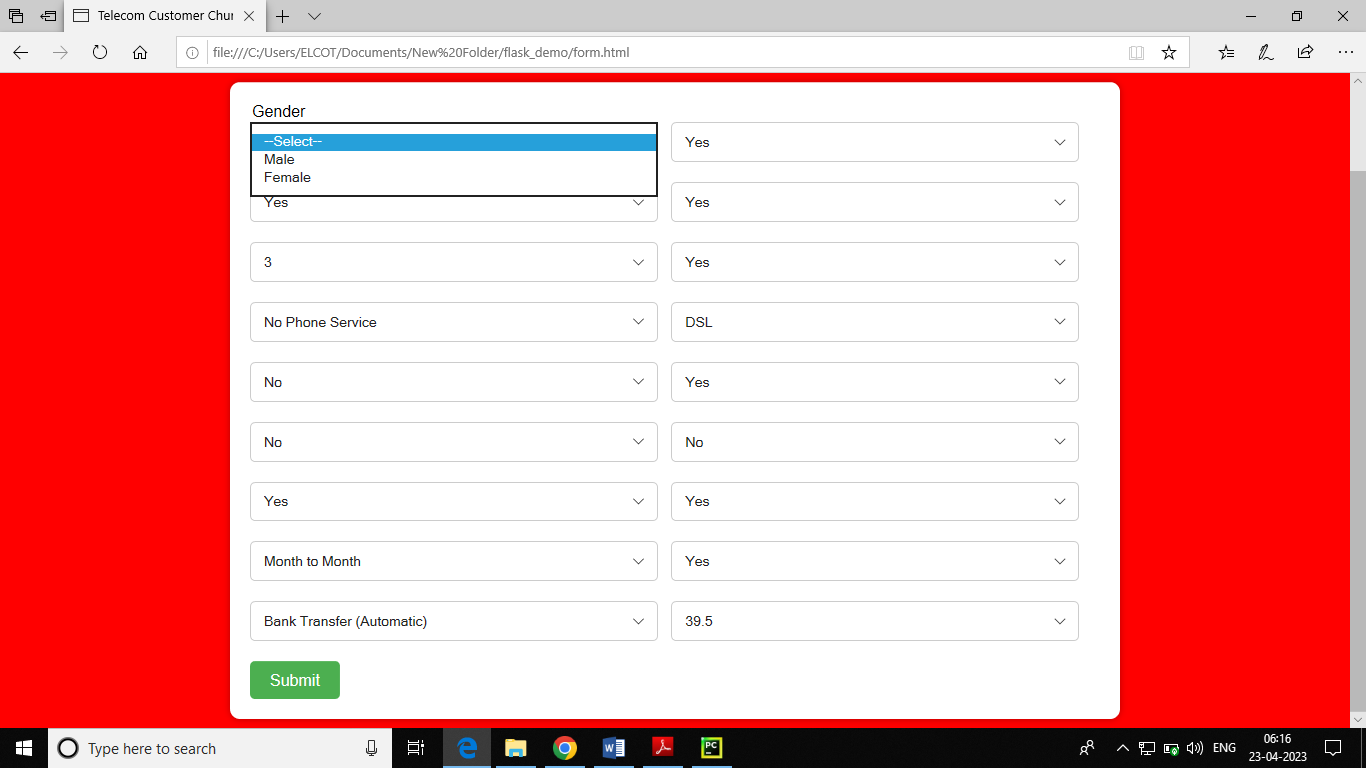 Telecom Customer Chur
file:///C:/Users/ELCOT/Documents/New%20Folder/flask_demo/form.html
Gender
--Select--
Male
Female
Yes
Yes
Yes
3
Yes
No Phone Service
DSL
No
Yes
No
No
Yes
Yes
Month to Month
Yes
Bank Transfer (Automatic)
39.5
Submit
Type here to search
W
PC
ENG
06:16
23-04-2023